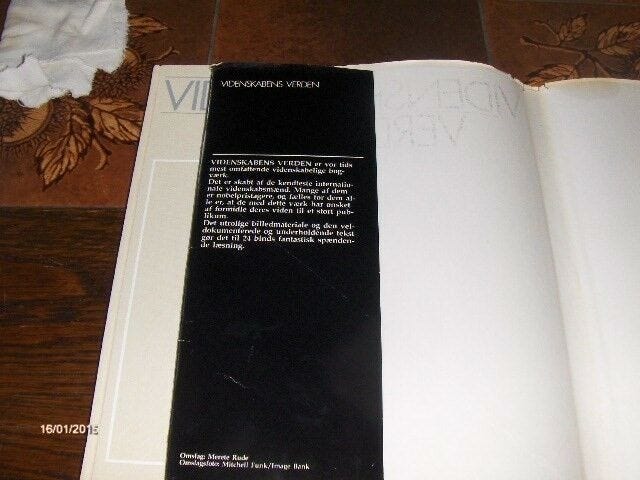 VID
VIDENSKABENS VERDEN
VIDENSKABENS VERDEN er vor tids
mest omfattende videnskabelige bog-
værk.
Det er skabt af de kendteste internatio-
nale videnskabsmænd. Mange af dem
er nobelpristagere, og fælles for dem al-
le er, at de med dette værk har ønsket
at formidle deres viden til et stort pub-
likum.
Det utrolige billedmateriale og den vel-
dokumenterede og underholdende tekst
gør det til 24 binds fantastisk spænden-
de læsning.
Omslag: Merete Rude
Omslagsfoto: Mitchell Funk/Image Bank
16/01/2015